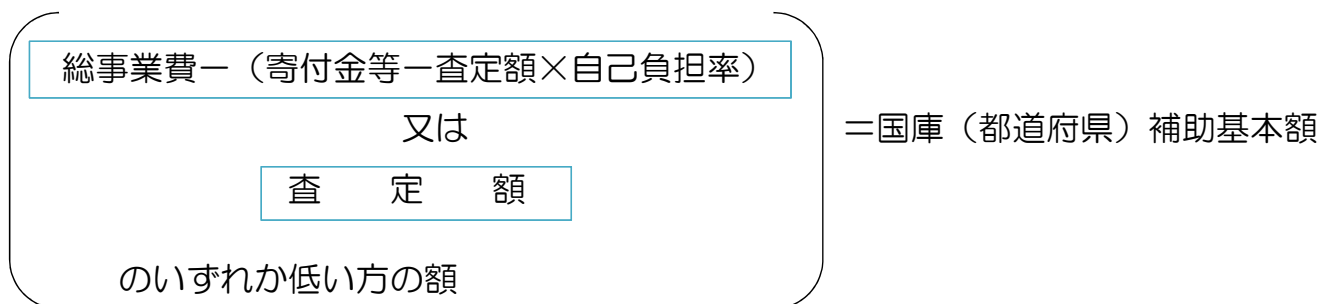 総事業費ー（寄付金等ー査定額×自己負担率）
又は
査　定　額
のいずれか低い方の額
＝国庫（都道府県）補助基本額